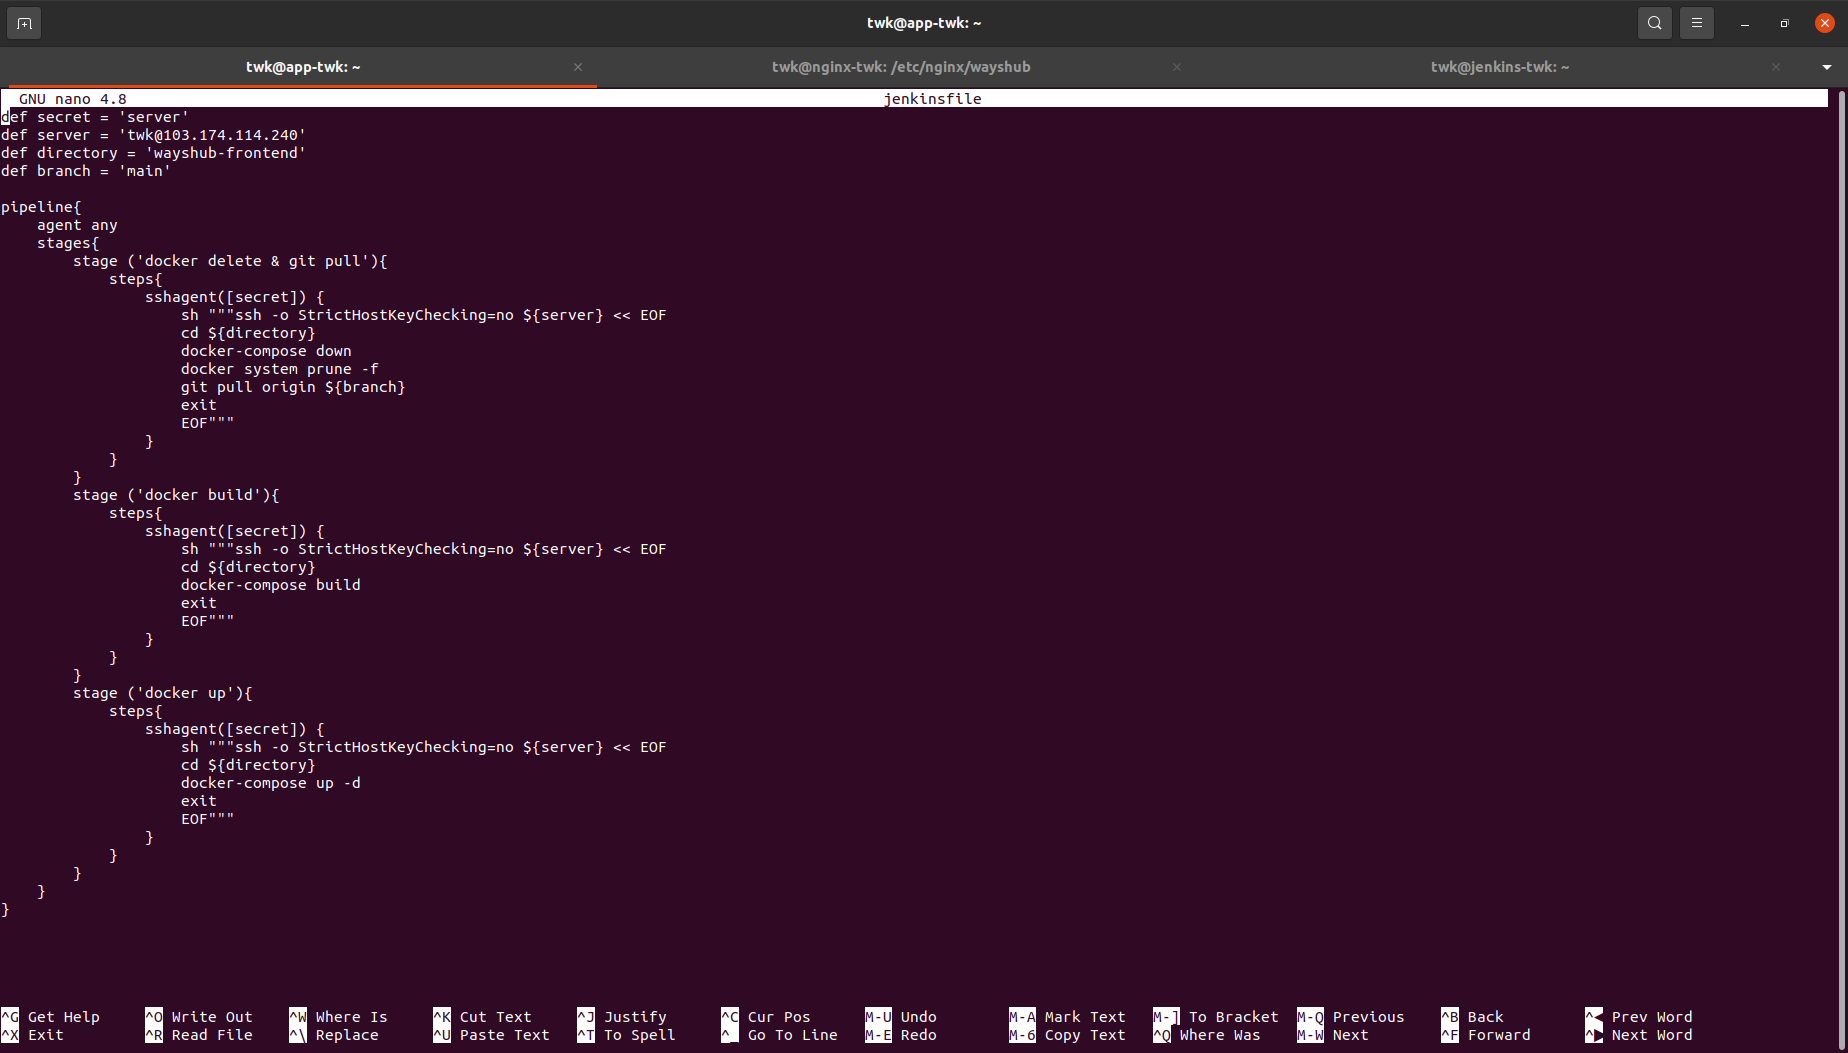 twk@app-twk: ~
twk@app-twk: ~ twk@nginx-twk: /etc/nginx/wayshub twk@jenkins-twk: ~
GNU nano 4.8 jenkinsfile
def secret = 'server'
def server = 'twk@103.174.114.240'
def directory = 'wayshub-frontend'
def branch = 'main'
pipeline{
    agent any
    stages{
        stage ('docker delete & git pull'){
            steps{
                sshagent([secret]) {
                    sh """ssh -o StrictHostKeyChecking=no ${server} << EOF
                    cd ${directory}
                    docker-compose down
                    docker system prune -f
                    git pull origin ${branch}
                    exit
                    EOF"""
                }
            }
        }
        stage ('docker build'){
            steps{
                sshagent([secret]) {
                    sh """ssh -o StrictHostKeyChecking=no ${server} << EOF
                    cd ${directory}
                    docker-compose build
                    exit
                    EOF"""
                }
            }
        }
        stage ('docker up'){
            steps{
                sshagent([secret]) {
                    sh """ssh -o StrictHostKeyChecking=no ${server} << EOF
                    cd ${directory}
                    docker-compose up -d
                    exit
                    EOF"""
                }
            }
        }
    }
}
^G Get Help ^O Write Out ^W Where Is ^K Cut Text ^J Justify ^C Cur Pos M-U Undo M-A Mark Text M-] To Bracket M-Q Previous ^B Back ^◀ Prev Word
^X Exit ^R Read File ^\ Replace ^U Paste Text ^T To Spell ^_ Go To Line M-E Redo M-6 Copy Text ^Q Where Was M-W Next ^F Forward ^▶ Next Word